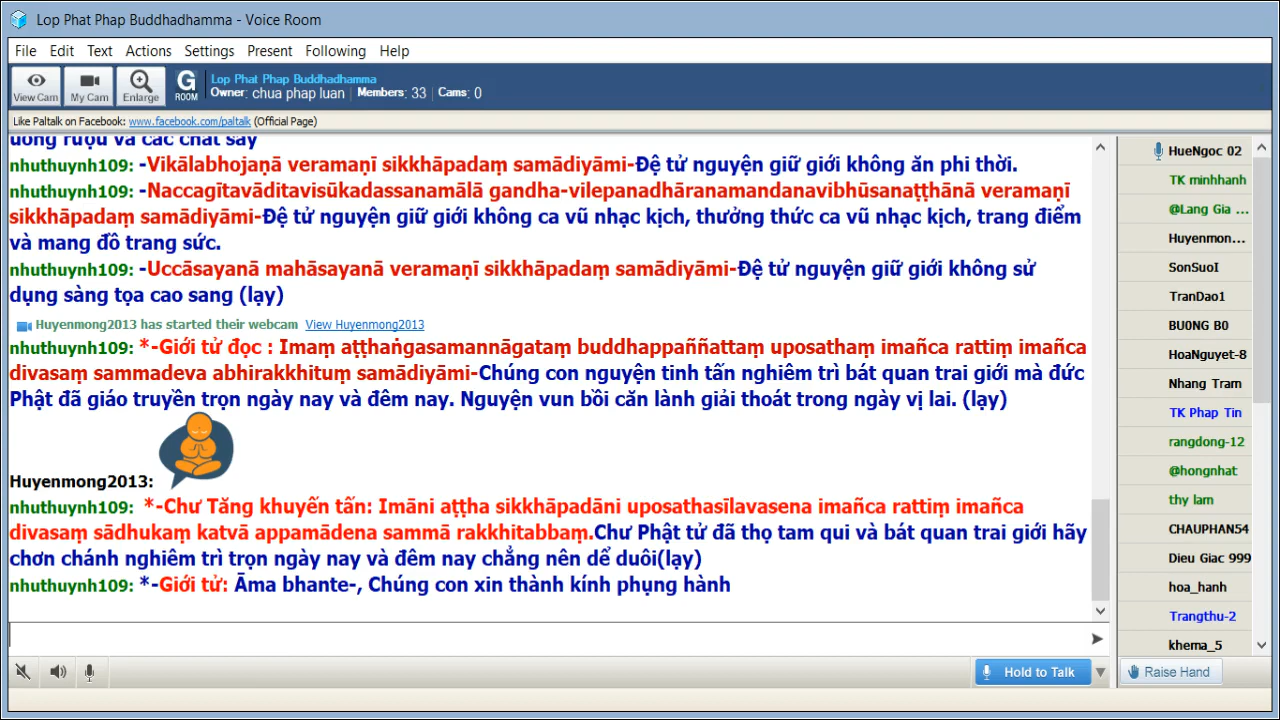 Lop Phat Phap Buddhadhamma - Voice Room
File Edit Text Actions Settings Present Following Help
View Cam My Cam Enlarge G ROOM
Lop Phat Phap Buddhadhamma
Owner: chua phap luan | Members: 33 | Cams: 0
Like Paltalk on Facebook: www.facebook.com/paltalk (Official Page)
uống rượu và các chất say
nhuthuynh109: -Vikālabhojaṇā veramaṇī sikkhāpadaṃ samādiyāmi-Đệ tử nguyện giữ giới không ăn phi thời.
nhuthuynh109: -Naccagītavāditavisūkadassanamālā gandha-vilepanadhāranamandanavibhūsanaṭṭhānā veramaṇī
sikkhāpadaṃ samādiyāmi-Đệ tử nguyện giữ giới không ca vũ nhạc kịch, thưởng thức ca vũ nhạc kịch, trang điểm
và mang đồ trang sức.
nhuthuynh109: -Uccāsayanā mahāsayanā veramaṇī sikkhāpadaṃ samādiyāmi-Đệ tử nguyện giữ giới không sử
dụng sàng tọa cao sang (lạy)
Huyenmong2013 has started their webcam View Huyenmong2013
nhuthuynh109: *-Giới tử đọc : Imaṃ aṭṭhaṅgasamannāgataṃ buddhappaññattaṃ uposathaṃ imañca rattiṃ imañca
divasaṃ sammadeva abhirakkhituṃ samādiyāmi-Chúng con nguyện tinh tấn nghiêm trì bát quan trai giới mà đức
Phật đã giáo truyền trọn ngày nay và đêm nay. Nguyện vun bồi căn lành giải thoát trong ngày vị lai. (lạy)
Huyenmong2013:
nhuthuynh109: *-Chư Tăng khuyến tấn: Imāni aṭṭha sikkhāpadāni uposathasīlavasena imañca rattiṃ imañca
divasaṃ sādhukaṃ katvā appamādena sammā rakkhitabbaṃ.Chư Phật tử đã thọ tam qui và bát quan trai giới hãy
chơn chánh nghiêm trì trọn ngày nay và đêm nay chẳng nên dể duôi(lạy)
nhuthuynh109: *-Giới tử: Āma bhante-, Chúng con xin thành kính phụng hành
Hold to Talk
HueNgoc 02
TK minhhanh
@Lang Gia ...
Huyenmon...
SonSuoI
TranDao1
BU0NG B0
HoaNguyet-8
Nhang Tram
TK Phap Tin
rangdong-12
@hongnhat
thy lam
CHAUPHAN54
Dieu Giac 999
hoa_hanh
Trangthu-2
khema_5
Raise Hand